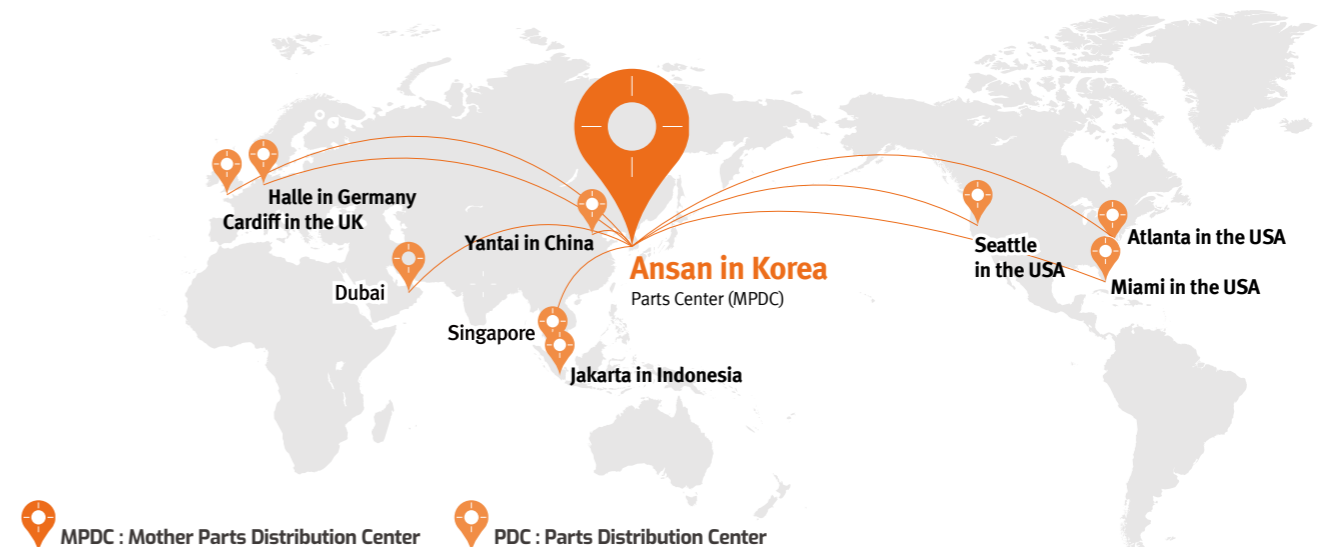 Halle in Germany
Cardiff in the UK
Yantai in China
Dubai
Ansan in Korea
Parts Center (MPDC)
Singapore
Jakarta in Indonesia
Seattle
in the USA
Atlanta in the USA
Miami in the USA
MPDC : Mother Parts Distribution Center
PDC : Parts Distribution Center